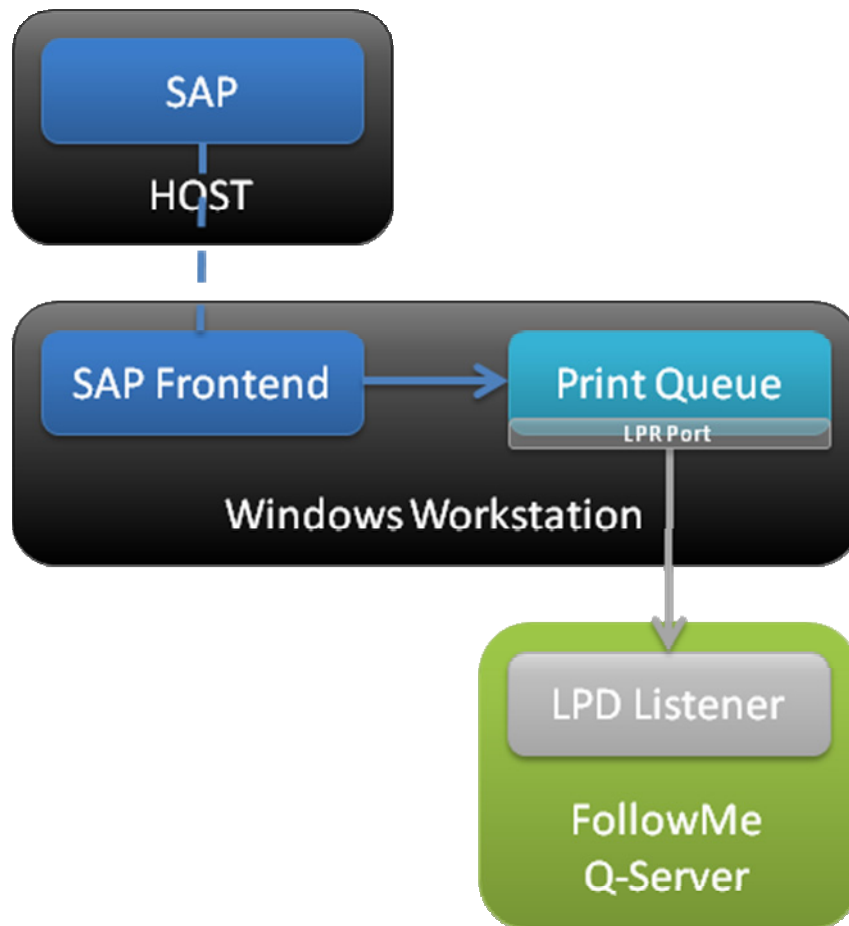 SAP
HOST
SAP Frontend
Print Queue
LPR Port
Windows Workstation
LPD Listener
FollowMe
Q-Server